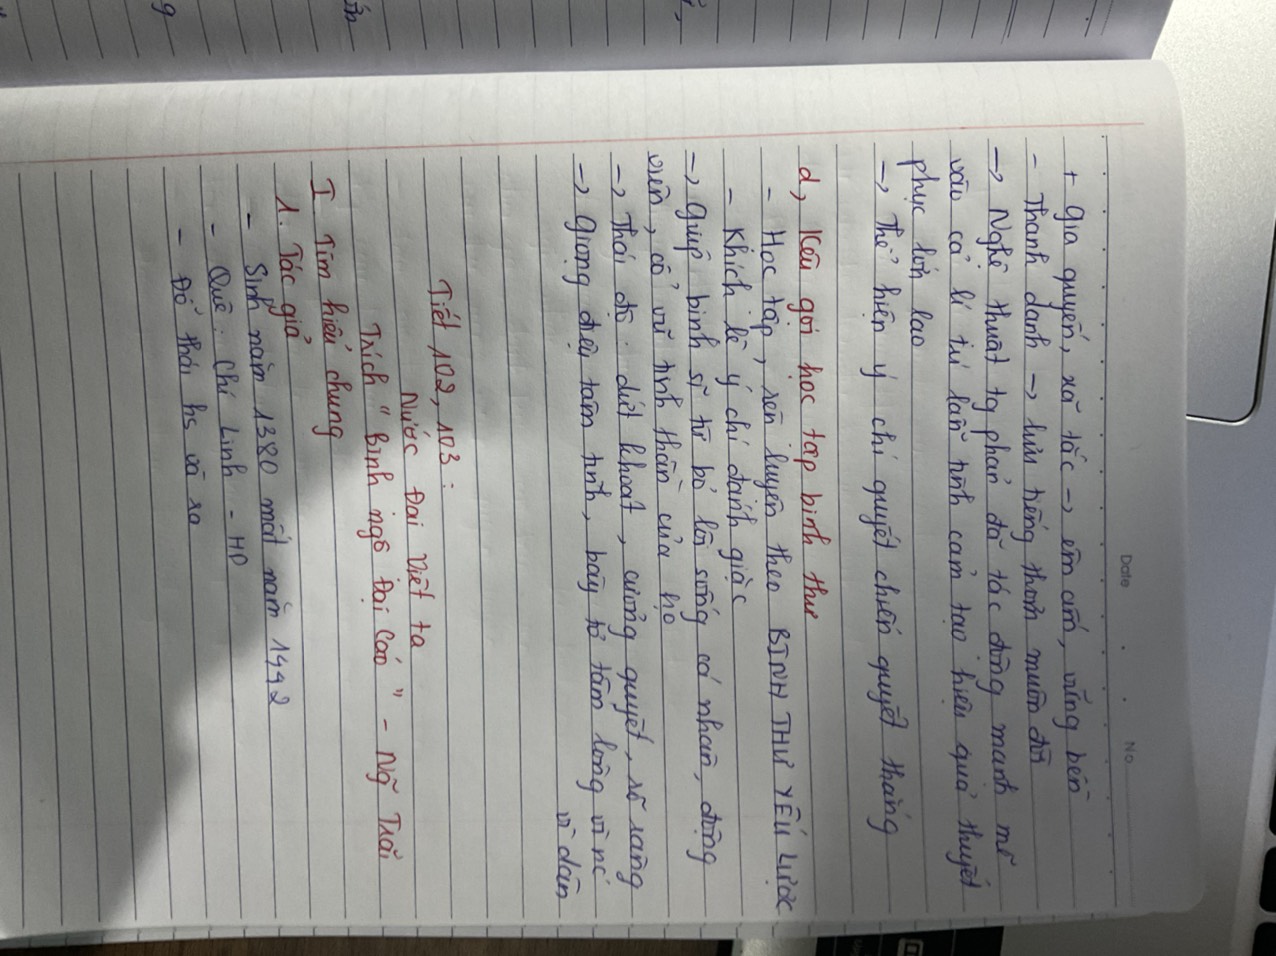 Date . . No
+ Gia quyến, xã tắc -> êm ấm, vững bền
- Thanh danh -> lưu tiếng thơm muôn đời
-> Nghệ thuật tg phản đã tác động mạnh mẽ
vào cả lí trí lẫn tình cảm tạo hiệu quả thuyết
phục lớn lao
-> Thể hiện ý chí quyết chiến quyết thắng
d, Kêu gọi học tập binh thư
- Học tập, rèn luyện theo BINH THƯ YẾU LƯỢC
- Khích lệ ý chí đánh giặc
-> Giúp binh sĩ từ bỏ lối sống cá nhân, động
viên, cổ vũ tinh thần của họ
-> Thái độ: dứt khoát, cương quyết, rõ ràng
-> Giọng điệu tâm tình, bày tỏ tấm lòng vì nc
vì dân
Tiết 102, 103:
Nước Đại Việt ta
Trích "Bình ngô Đại Cáo" - Ng Trãi
I. Tìm hiểu chung
1. Tác giả
- Sinh năm 1380 mất năm 1442
- Quê: Chí Linh - HD
- Đỗ thái hs và ra
g